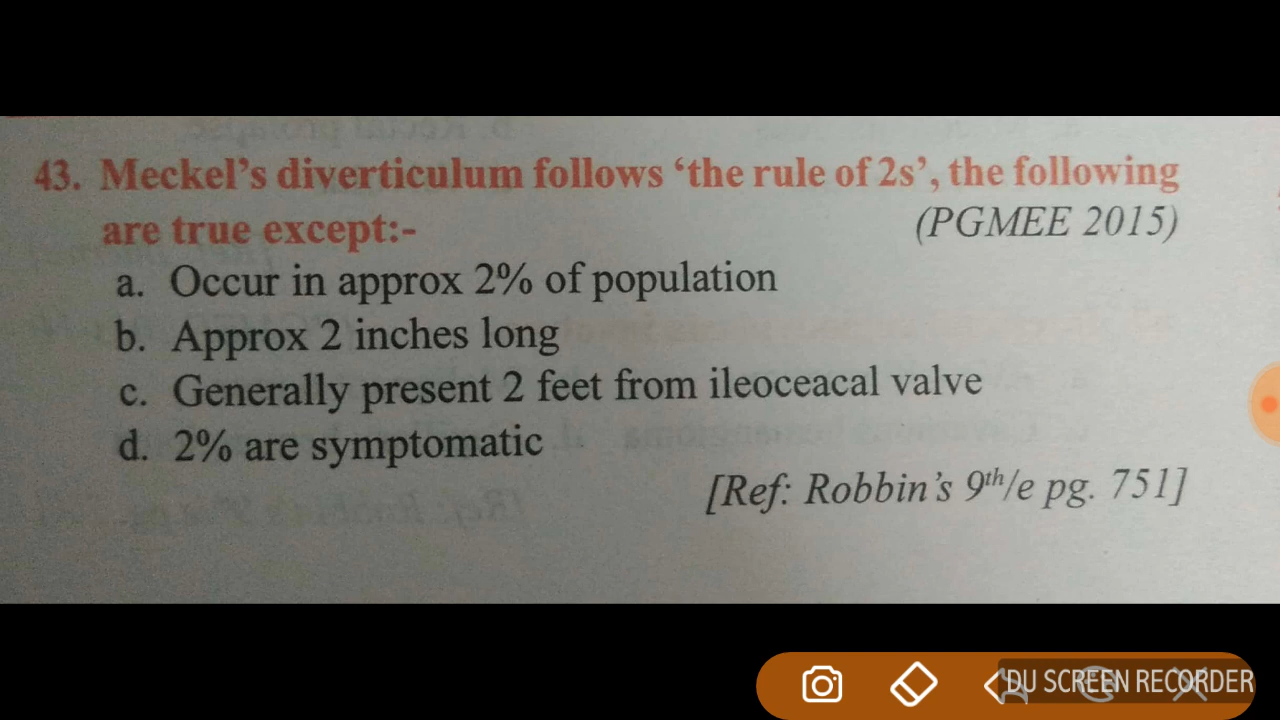 43. Meckel's diverticulum follows 'the rule of 2s', the following
are true except:- (PGMEE 2015)
a. Occur in approx 2% of population
b. Approx 2 inches long
c. Generally present 2 feet from ileoceacal valve
d. 2% are symptomatic
[Ref: Robbin's 9th/e pg. 751]
DU SCREEN RECORDER